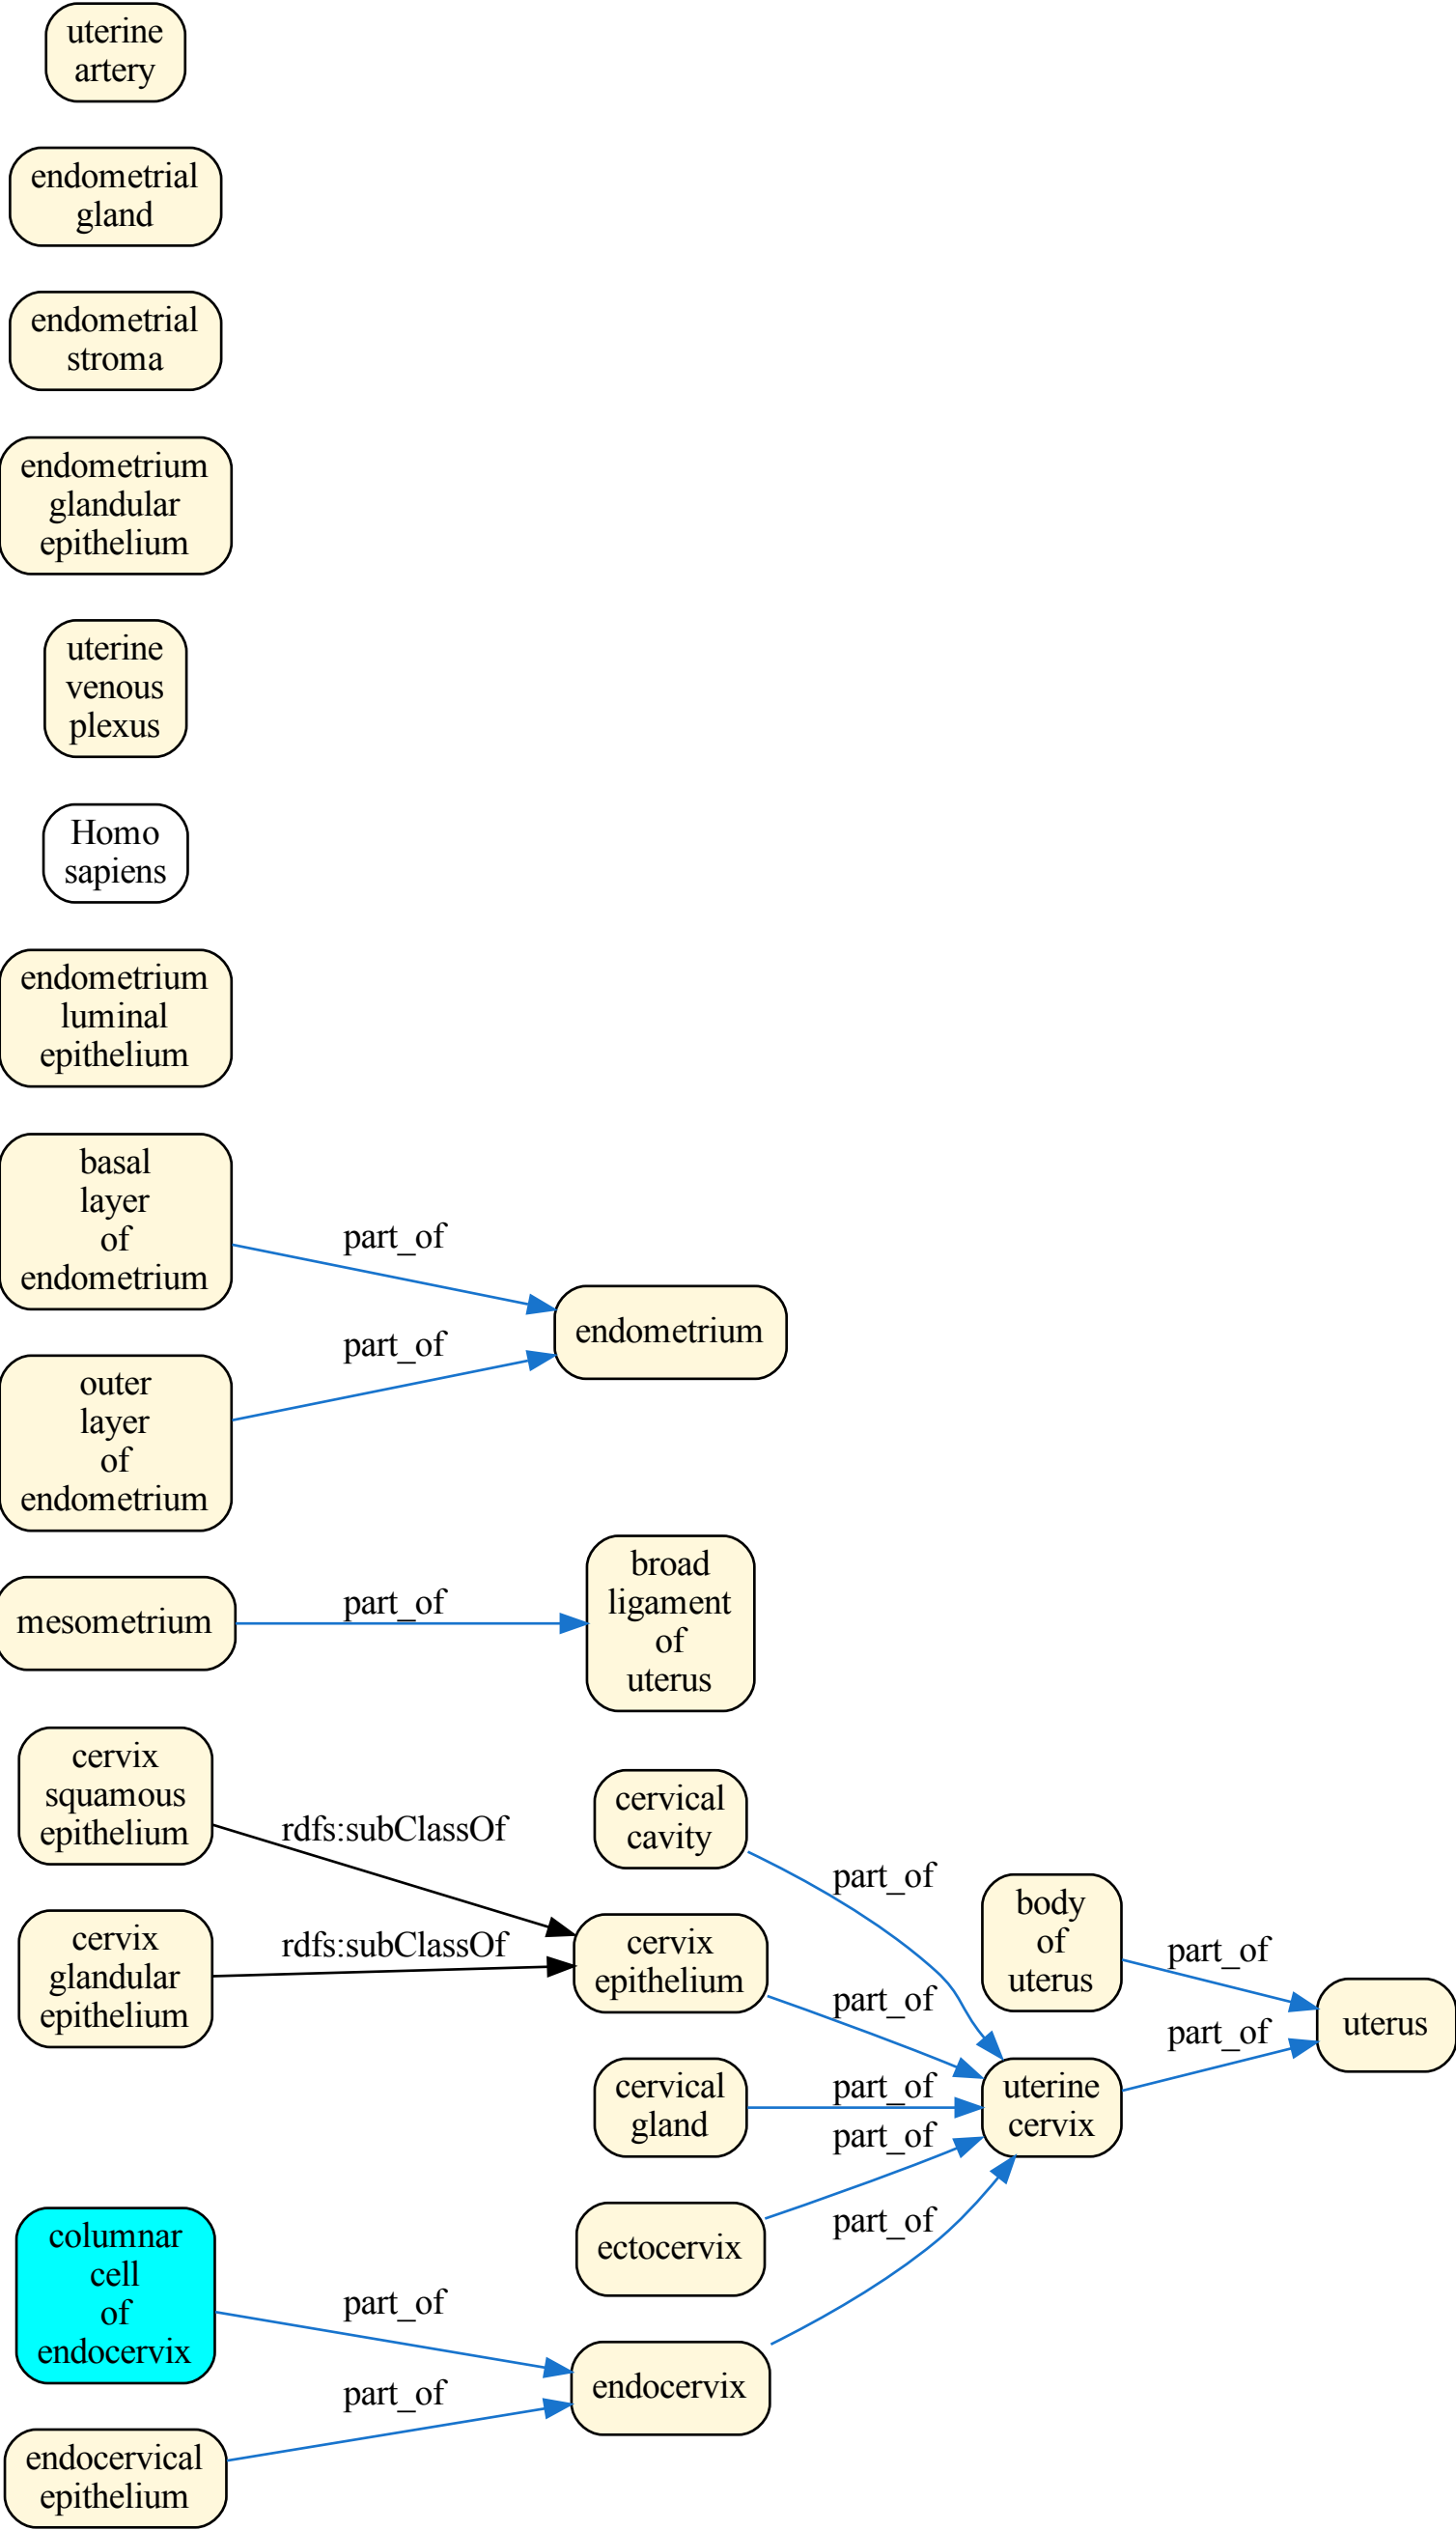 uterine
artery
endometrial
gland
endometrial
stroma
endometrium
glandular
epithelium
uterine
venous
plexus
Homo
sapiens
endometrium
luminal
epithelium
basal
layer
of
endometrium
part_of
endometrium
part_of
outer
layer
of
endometrium
mesometrium
part_of
broad
ligament
of
uterus
cervix
squamous
epithelium
rdfs:subClassOf
cervical
cavity
part_of
cervix
glandular
epithelium
rdfs:subClassOf
cervix
epithelium
part_of
body
of
uterus
part_of
uterus
part_of
cervical
gland
part_of
uterine
cervix
part_of
ectocervix
part_of
columnar
cell
of
endocervix
part_of
endocervix
part_of
endocervical
epithelium